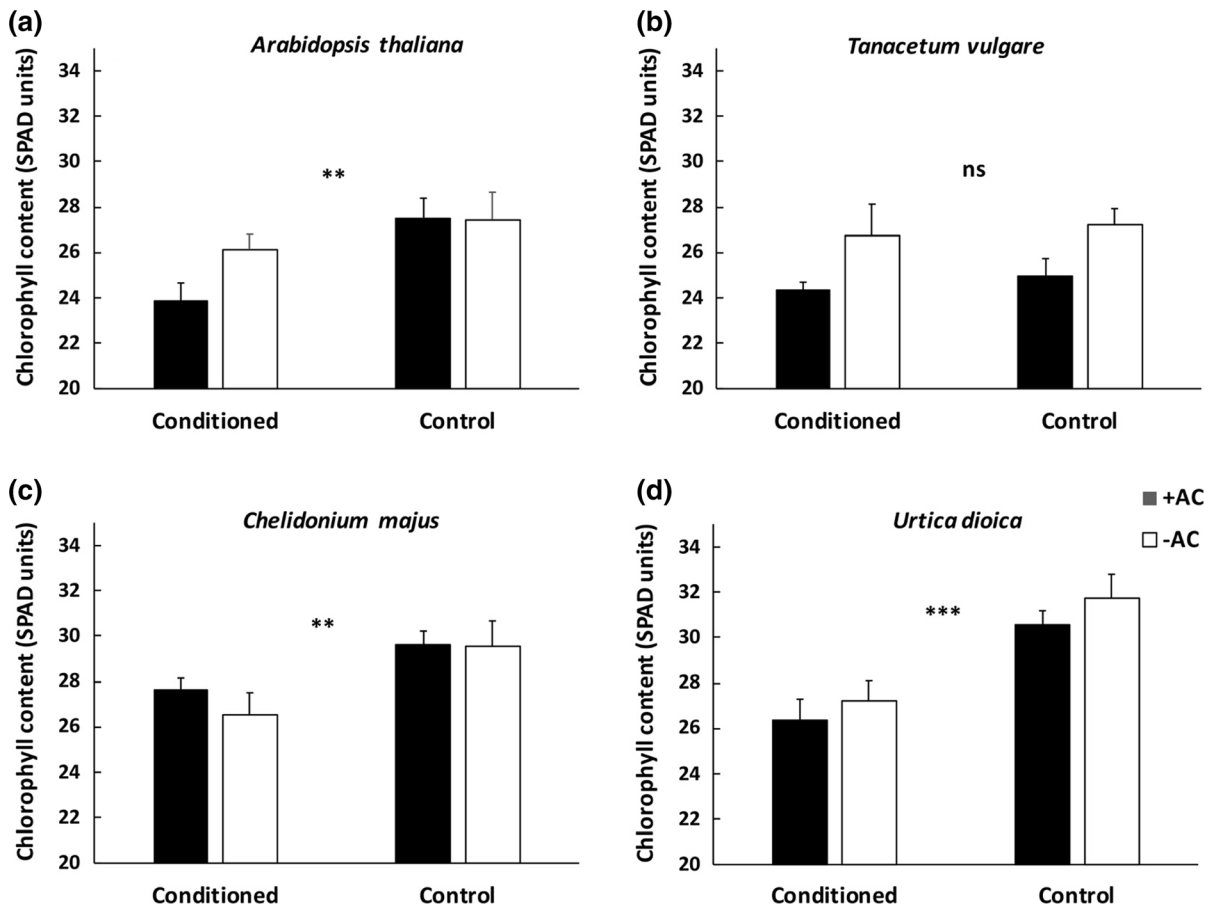 (a)
Arabidopsis thaliana
Chlorophyll content (SPAD units)
34
32
30
28
26
24
22
20
**
Conditioned Control
(b)
Tanacetum vulgare
Chlorophyll content (SPAD units)
34
32
30
28
26
24
22
20
ns
Conditioned Control
(c)
Chelidonium majus
Chlorophyll content (SPAD units)
34
32
30
28
26
24
22
20
**
Conditioned Control
(d)
Urtica dioica
Chlorophyll content (SPAD units)
34
32
30
28
26
24
22
20
***
Conditioned Control
+AC
-AC